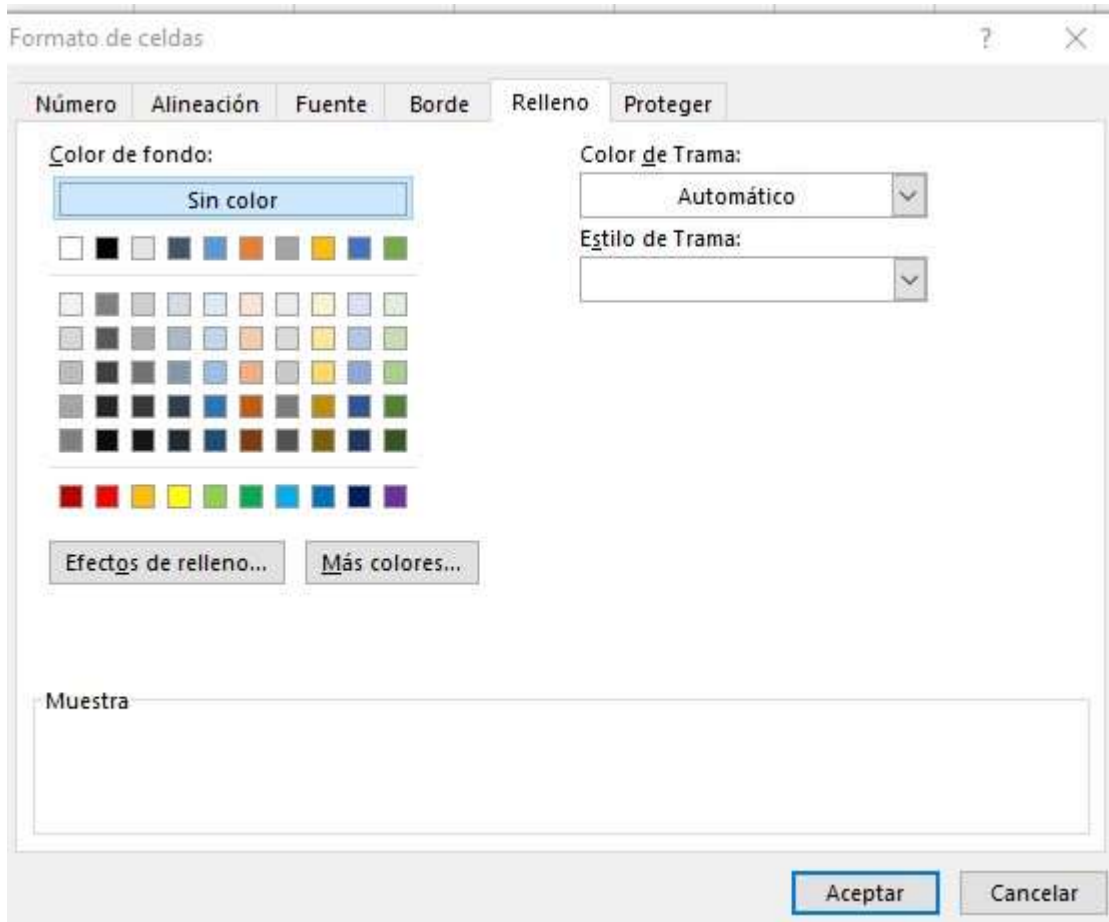 Formato de celdas ?
Número Alineación Fuente Borde Relleno Proteger
Color de fondo:
Sin color
Color de Trama:
Automático
Estilo de Trama:
Efectos de relleno... Más colores...
Muestra
Aceptar Cancelar